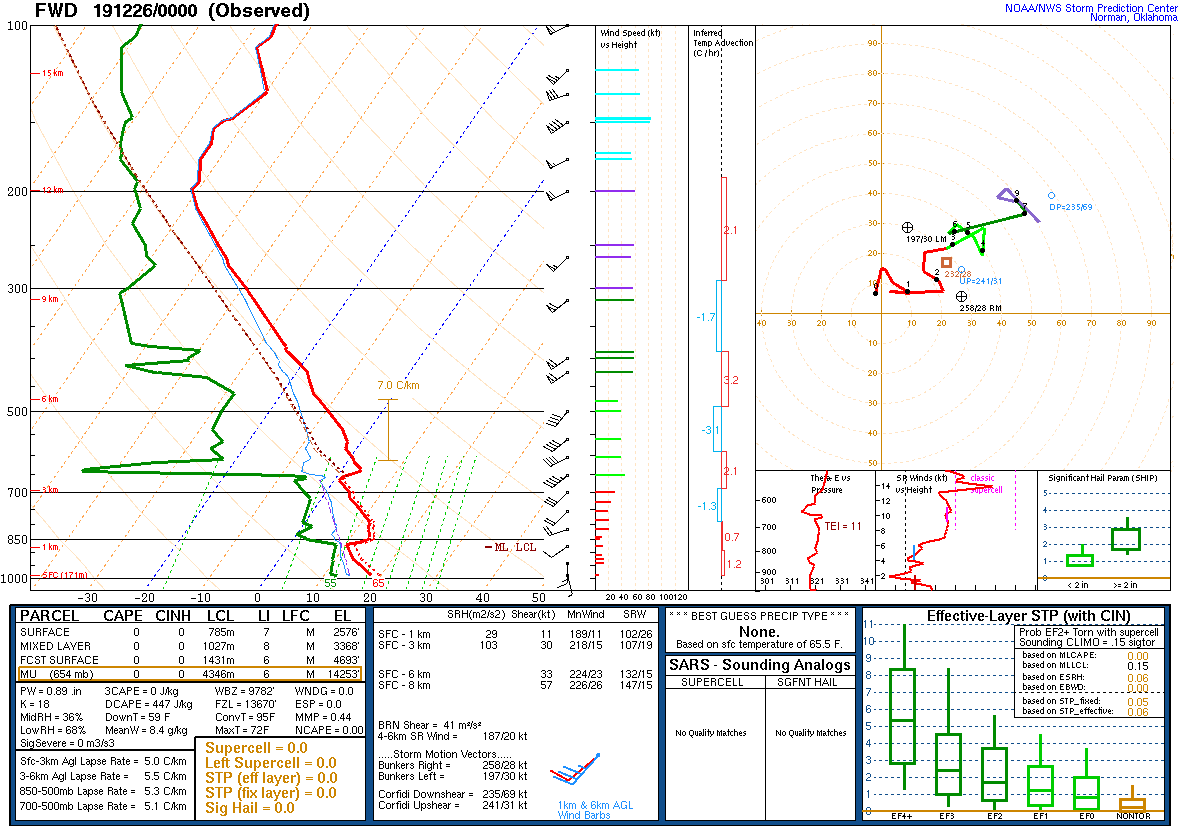 FWD 191226/0000 (Observed)
NOAA/NWS Storm Prediction Center
Norman, Oklahoma
100
15 km
200
12 km
300
9 km
6 km
500
700
3 km
850
1 km
1000
SFC (171m)
7.0 C/km
ML LCL
55
65
-30 -20 -10 0 10 20 30 40 50
Wind Speed (kt)
vs Height
20 40 60 80 100 120
Inferred
Temp Advection
(C /hr)
2.1
-1.7
3.2
2.1
-1.3
0.7
1.2
90
80
70
60
50
40
30
20
10
40 30 20 10 10 20 30 40 50 60 70 80 90
10
20
30
40
50
197/30 LM
258/28 RM
232/28
UP=241/31
DP=235/69
1
2
3
5
6
9
Theta E vs
Pressure
600
700
800
900
TEI = 11
301 311 321 331 341
SR Winds (kt)
vs Height
classic
supercell
14
12
10
8
6
4
2
Significant Hail Param (SHIP)
5
4
3
2
1
0
< 2 in >= 2 in
PARCEL CAPE CINH LCL LI LFC EL
SURFACE 0 0 785m 7 M 2576'
MIXED LAYER 0 0 1027m 8 M 3368'
FCST SURFACE 0 0 1431m 6 M 4693'
MU (654 mb) 0 0 4346m 6 M 14253'
PW = 0.89 .in 3CAPE = 0 J/kg WBZ = 9782' WNDG = 0.0
K = 18 DCAPE = 447 J/kg FZL = 13670' ESP = 0.0
MidRH = 36% DownT = 59 F ConvT = 95F MMP = 0.44
LowRH = 68% MeanW = 8.4 g/kg MaxT = 72F NCAPE = 0.00
SigSevere = 0 m3/s3
Sfc-3km Agl Lapse Rate = 5.0 C/km
3-6km Agl Lapse Rate = 5.5 C/km
850-500mb Lapse Rate = 5.3 C/km
700-500mb Lapse Rate = 5.1 C/km
Supercell = 0.0
Left Supercell = 0.0
STP (eff layer) = 0.0
STP (fix layer) = 0.0
Sig Hail = 0.0
SRH(m2/s2) Shear(kt) MnWind SRW
SFC - 1 km 29 11 189/11 102/26
SFC - 3 km 103 30 218/15 107/19
SFC - 6 km 33 224/23 132/15
SFC - 8 km 57 226/26 147/15
BRN Shear = 41 m²/s²
4-6km SR Wind = 187/20 kt
.....Storm Motion Vectors.....
Bunkers Right = 258/28 kt
Bunkers Left = 197/30 kt
Corfidi Downshear = 235/69 kt
Corfidi Upshear = 241/31 kt
1km & 6km AGL
Wind Barbs
* * * BEST GUESS PRECIP TYPE * * *
None.
Based on sfc temperature of 65.5 F.
SARS - Sounding Analogs
SUPERCELL SGFNT HAIL
No Quality Matches No Quality Matches
Effective-Layer STP (with CIN)
11
10
9
8
7
6
5
4
3
2
1
0
Prob EF2+ Torn with supercell
Sounding CLIMO = .15 sigtor
based on MLCAPE: 0.00
based on MLLCL: 0.15
based on ESRH: 0.06
based on EBWD: 0.00
based on STP_fixed: 0.05
based on STP_effective: 0.06
EF4+ EF3 EF2 EF1 EF0 NONTOR